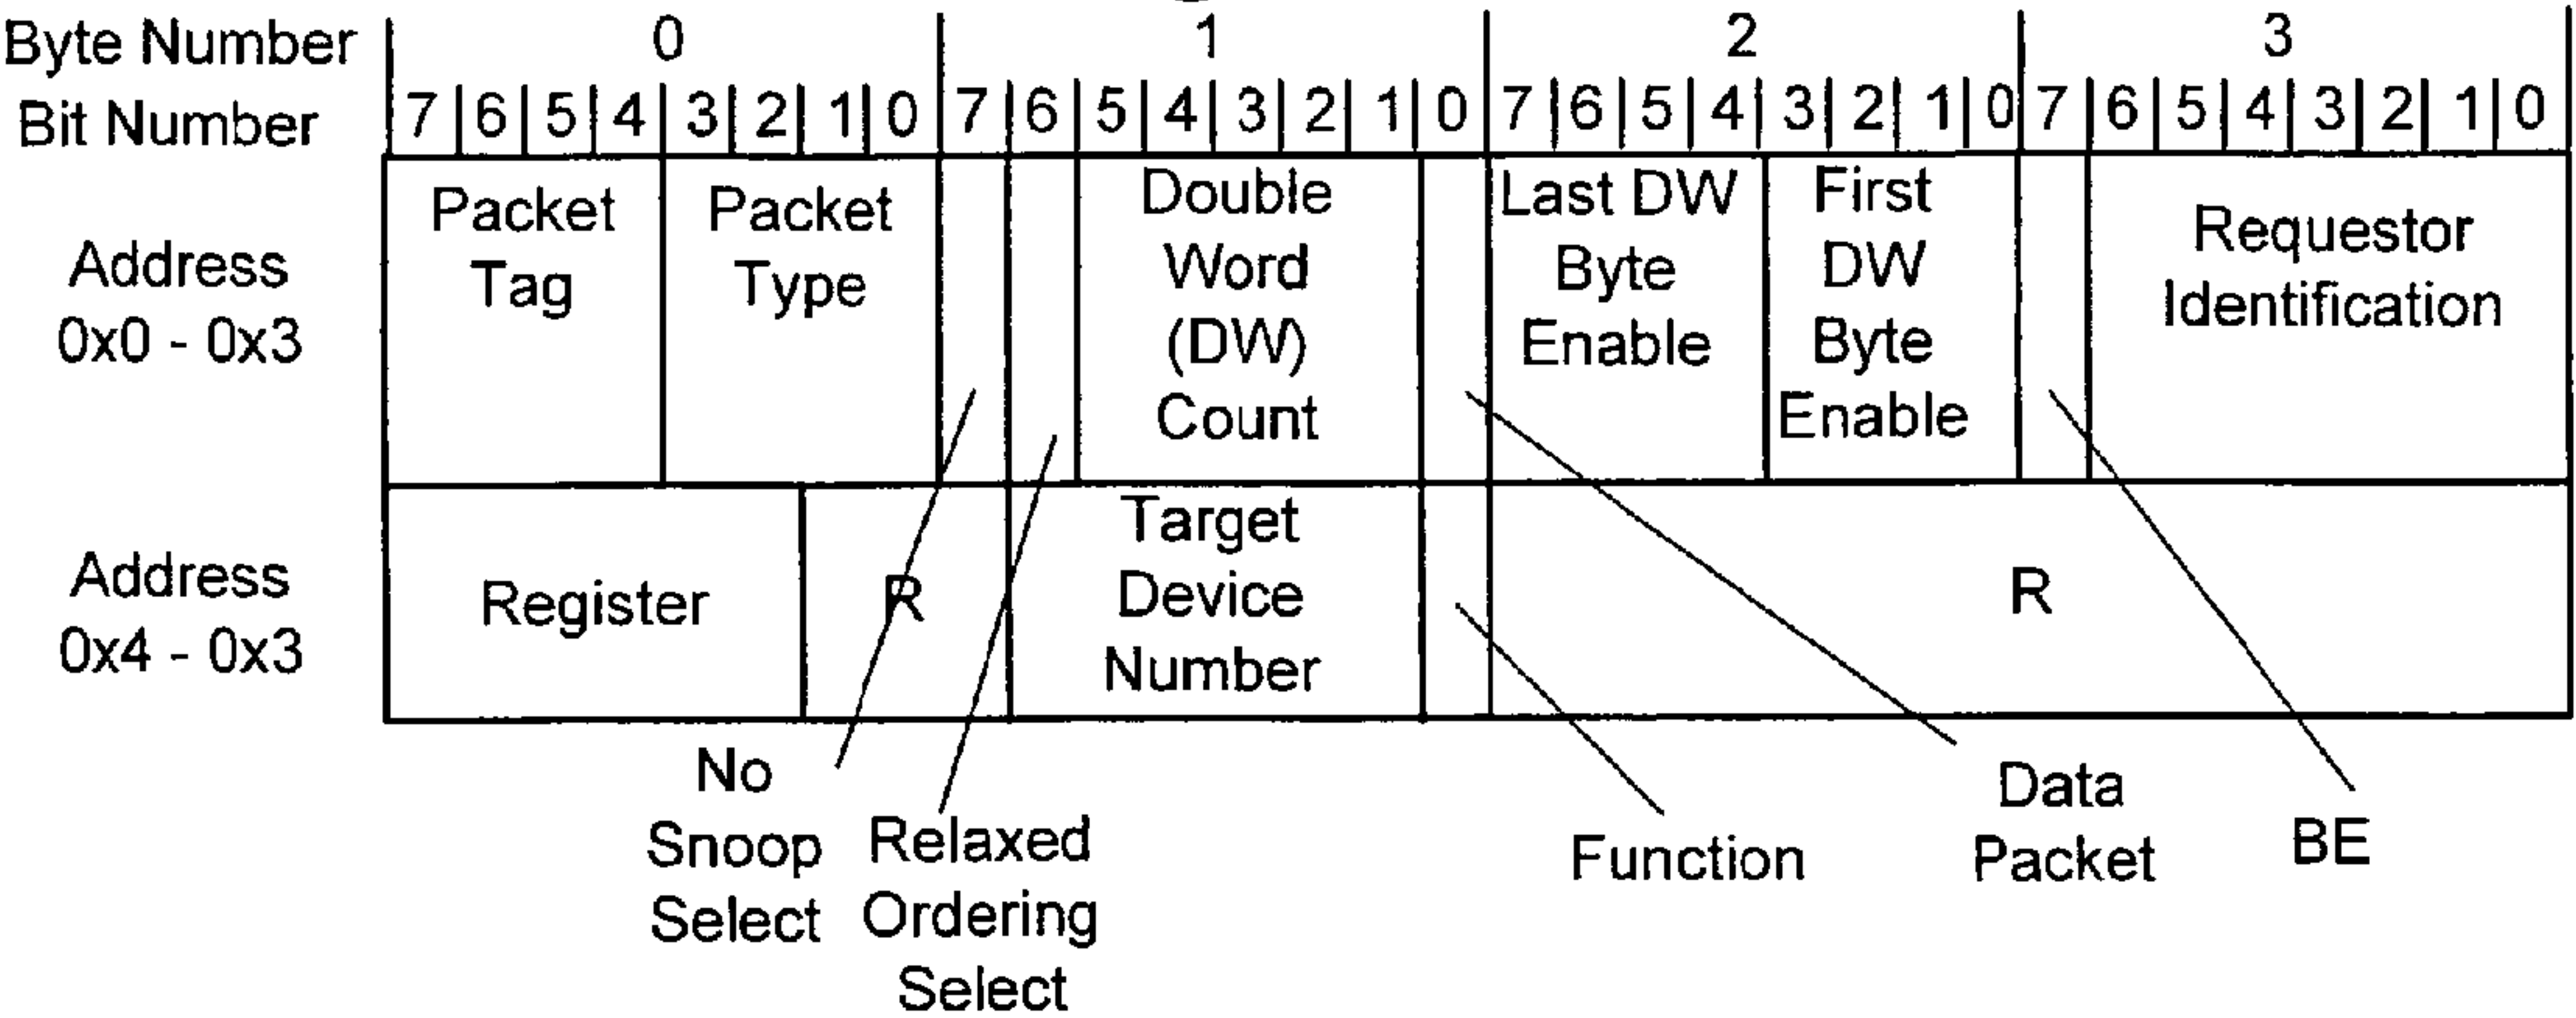 Byte Number 0 1 2 3
Bit Number 7 6 5 4 3 2 1 0 7 6 5 4 3 2 1 0 7 6 5 4 3 2 1 0 7 6 5 4 3 2 1 0
Address
0x0 - 0x3
Packet
Tag
Packet
Type
Double
Word
(DW)
Count
Last DW
Byte
Enable
First
DW
Byte
Enable
Requestor
Identification
Address
0x4 - 0x3
Register
R
Target
Device
Number
R
No
Snoop
Select
Relaxed
Ordering
Select
Function
Data
Packet
BE